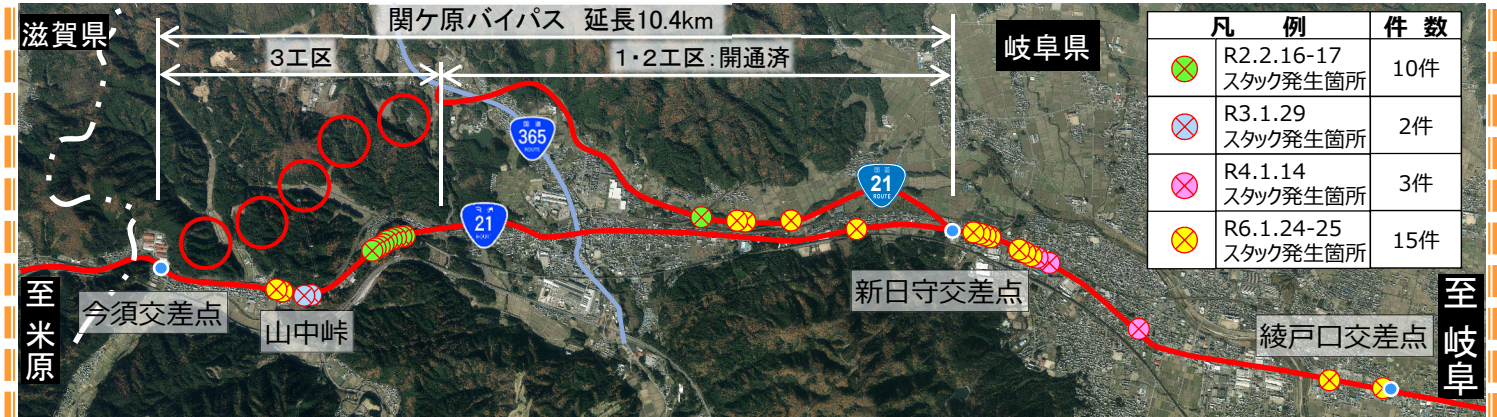 関ケ原バイパス 延長10.4km
滋賀県
3工区
1・2工区:開通済
岐阜県
凡 例
件 数
R2.2.16-17
スタック発生箇所
10件
R3.1.29
スタック発生箇所
2件
R4.1.14
スタック発生箇所
3件
R6.1.24-25
スタック発生箇所
15件
国道
365
ROUTE
国道
21
ROUTE
21
至米原
今須交差点
山中峠
新日守交差点
綾戸口交差点
至岐阜